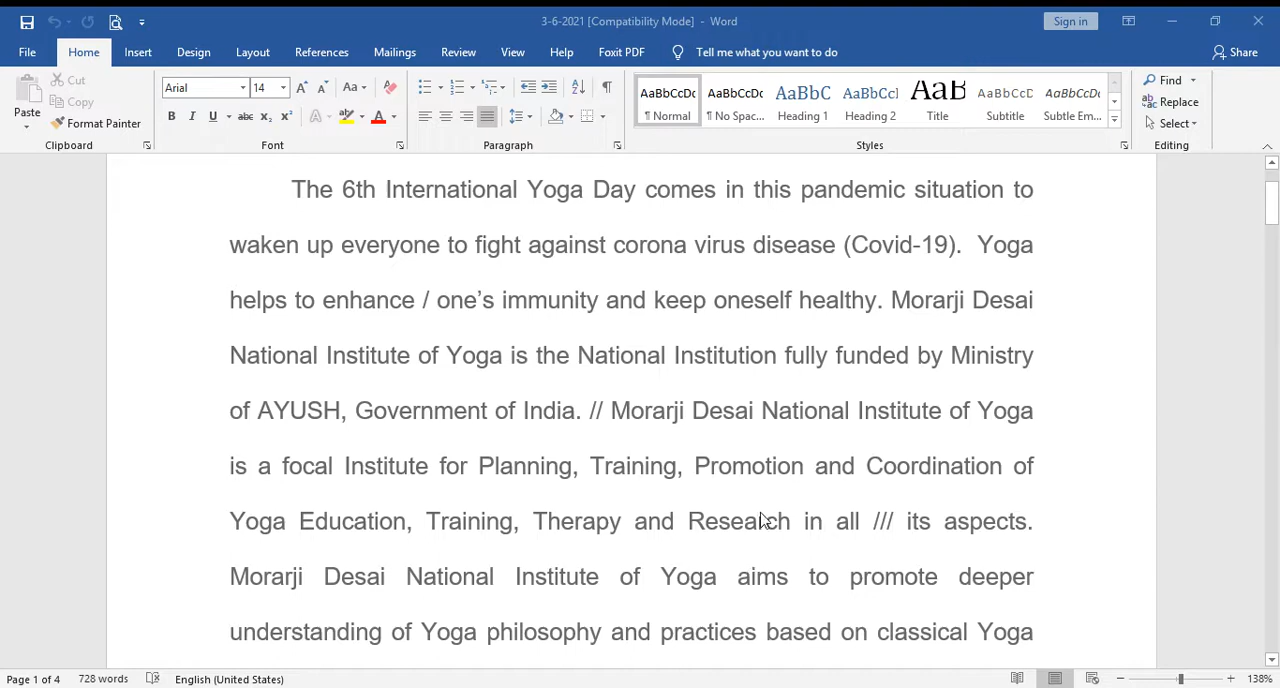 3-6-2021 [Compatibility Mode] - Word
Sign in
File Home Insert Design Layout References Mailings Review View Help Foxit PDF Tell me what you want to do Share
Paste
Cut
Copy
Format Painter
Clipboard
Arial 14
Font
Paragraph
AaBbCcDc AaBbCcDc AaBbC AaBbCcI AaB AaBbCcD AaBbCcDc
¶ Normal ¶ No Spac... Heading 1 Heading 2 Title Subtitle Subtle Em...
Styles
Find
Replace
Select
Editing
The 6th International Yoga Day comes in this pandemic situation to
waken up everyone to fight against corona virus disease (Covid-19). Yoga
helps to enhance / one’s immunity and keep oneself healthy. Morarji Desai
National Institute of Yoga is the National Institution fully funded by Ministry
of AYUSH, Government of India. // Morarji Desai National Institute of Yoga
is a focal Institute for Planning, Training, Promotion and Coordination of
Yoga Education, Training, Therapy and Research in all /// its aspects.
Morarji Desai National Institute of Yoga aims to promote deeper
understanding of Yoga philosophy and practices based on classical Yoga
Page 1 of 4 728 words English (United States) 138%